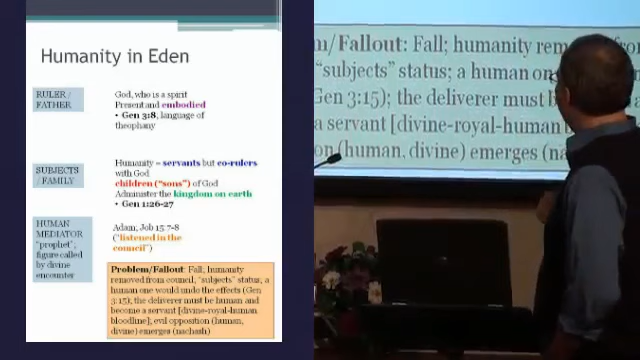 Humanity in Eden
RULER /
FATHER
God, who is a spirit
Present and embodied
• Gen 3:8; language of
theophany
SUBJECTS
/ FAMILY
Humanity = servants but co-rulers
with God
children ("sons") of God
Administer the kingdom on earth
• Gen 1:26-27
HUMAN
MEDIATOR
"prophet";
figure called
by divine
encounter
Adam; Job 15:7-8
("listened in the
council")
Problem/Fallout: Fall; humanity
removed from council, "subjects" status; a
human one would undo the effects (Gen
3:15); the deliverer must be human and
become a servant [divine-royal-human
bloodline]; evil opposition (human,
divine) emerges (nachash)
m/Fallout: Fall; humanity rem
"subjects" status; a human on
Gen 3:15); the deliverer must b
a servant [divine-royal-human
on (human, divine) emerges (na